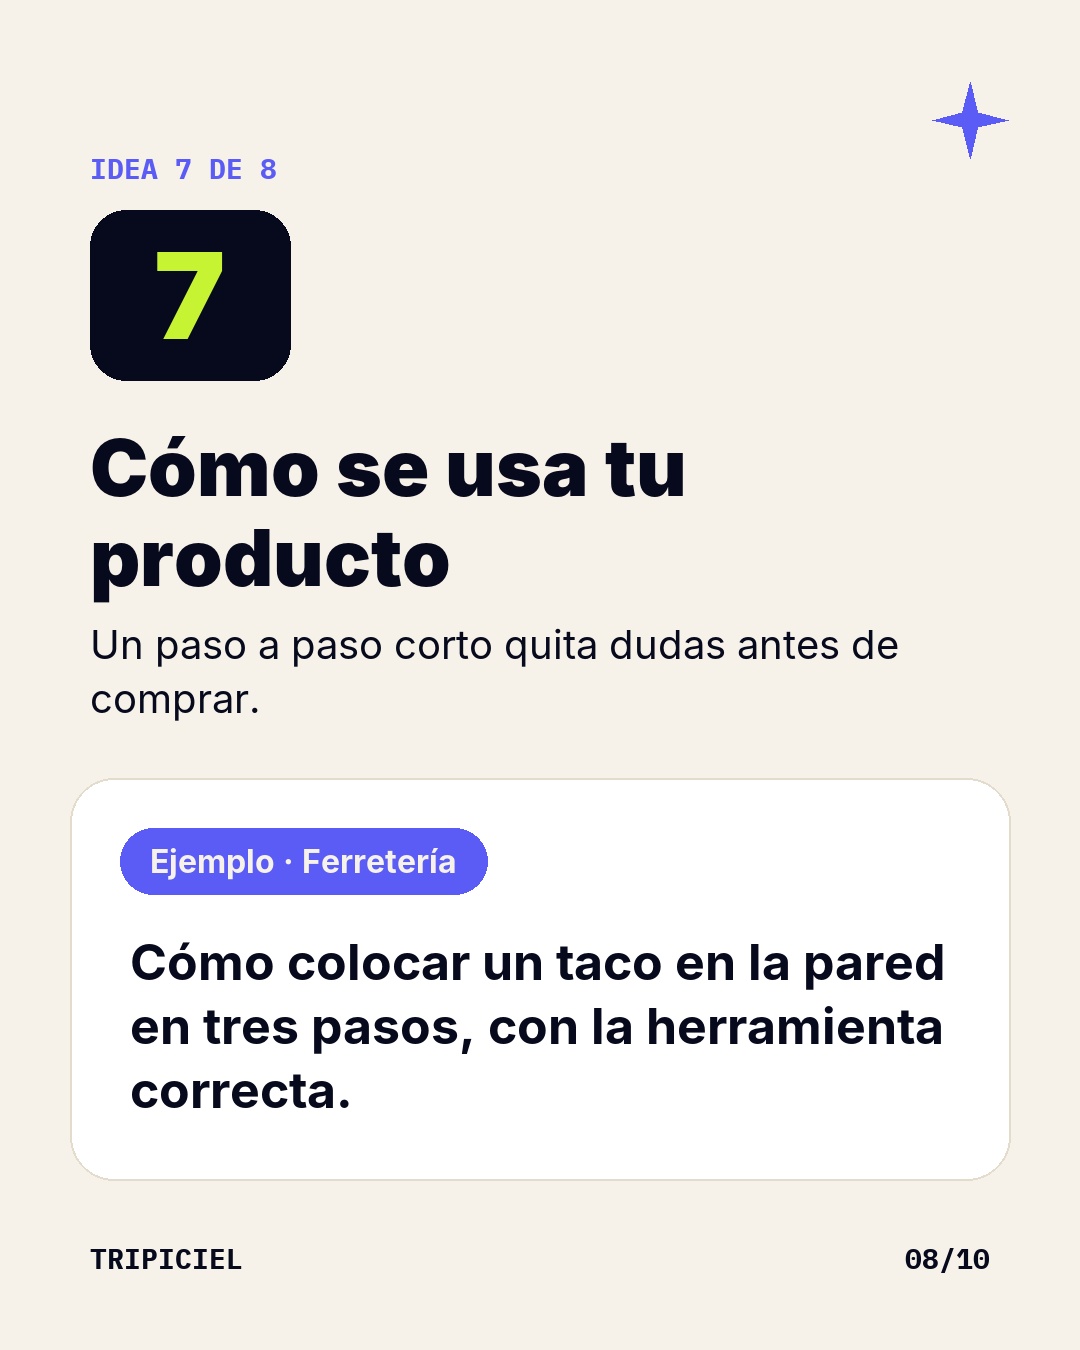 IDEA 7 DE 8
7
Cómo se usa tu
producto
Un paso a paso corto quita dudas antes de
comprar.
Ejemplo · Ferretería
Cómo colocar un taco en la pared
en tres pasos, con la herramienta
correcta.
TRIPICIEL
08/10